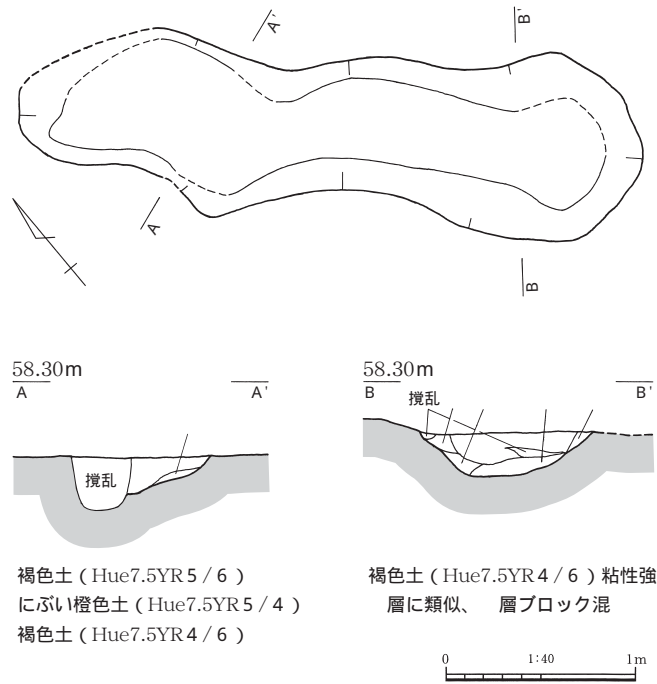 A'
B'
A
B
58.30m
A A'
撹乱
58.30m
B B'
撹乱
褐色土（Hue7.5YR5／6）
にぶい橙色土（Hue7.5YR5／4）
褐色土（Hue7.5YR4／6）
褐色土（Hue7.5YR4／6）粘性強
層に類似、　層ブロック混
0 1:40 1m